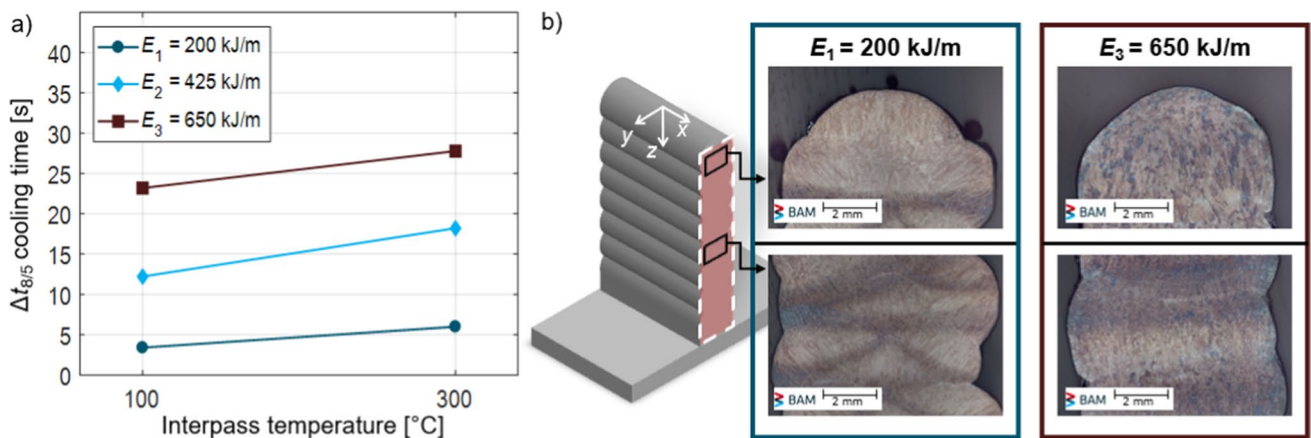 a)
E1 = 200 kJ/m
E2 = 425 kJ/m
E3 = 650 kJ/m
Δt8/5 cooling time [s]
40
35
30
25
20
15
10
5
0
100
300
Interpass temperature [°C]
b)
y
x
z
E1 = 200 kJ/m
E3 = 650 kJ/m
BAM
2 mm
BAM
2 mm
BAM
2 mm
BAM
2 mm